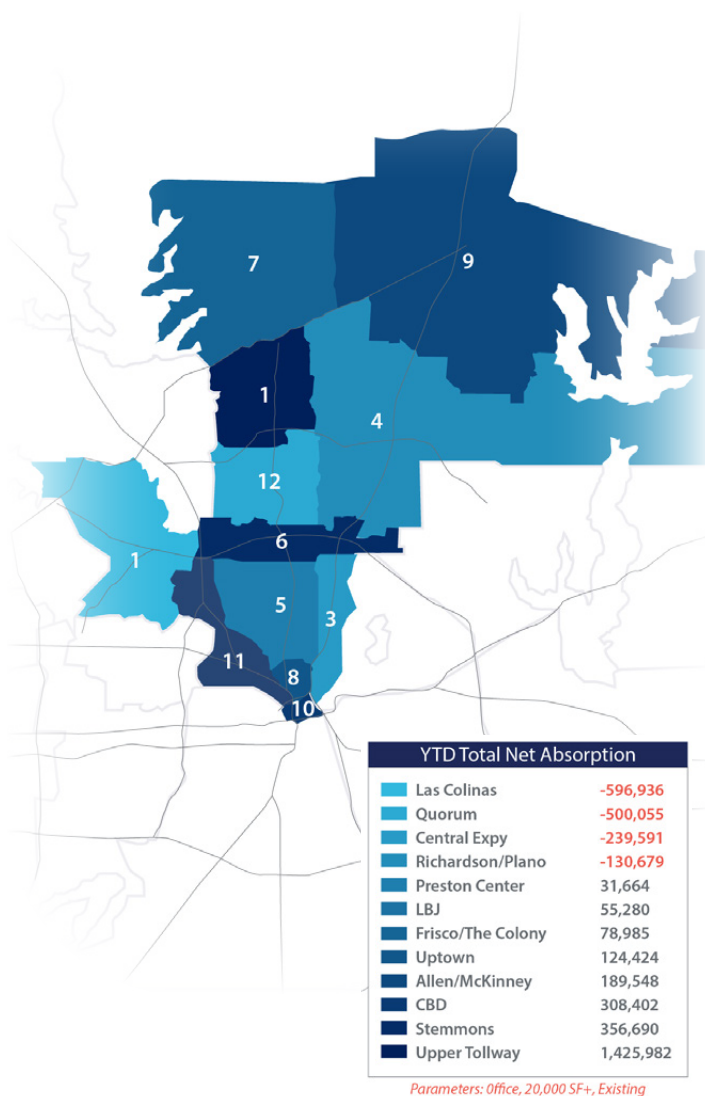 7
9
1
4
12
6
1
5
3
11
8
10
YTD Total Net Absorption
Las Colinas -596,936
Quorum -500,055
Central Expy -239,591
Richardson/Plano -130,679
Preston Center 31,664
LBJ 55,280
Frisco/The Colony 78,985
Uptown 124,424
Allen/McKinney 189,548
CBD 308,402
Stemmons 356,690
Upper Tollway 1,425,982
Parameters: Office, 20,000 SF+, Existing